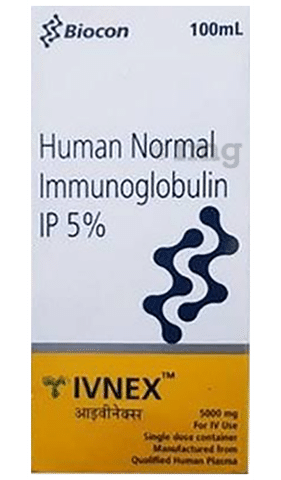 Biocon 100mL
Human Normal
Immunoglobulin
IP 5%
IVNEX™
आइवीनेक्स
5000 mg
For IV Use
Single dose container
Manufactured from
Qualified Human Plasma